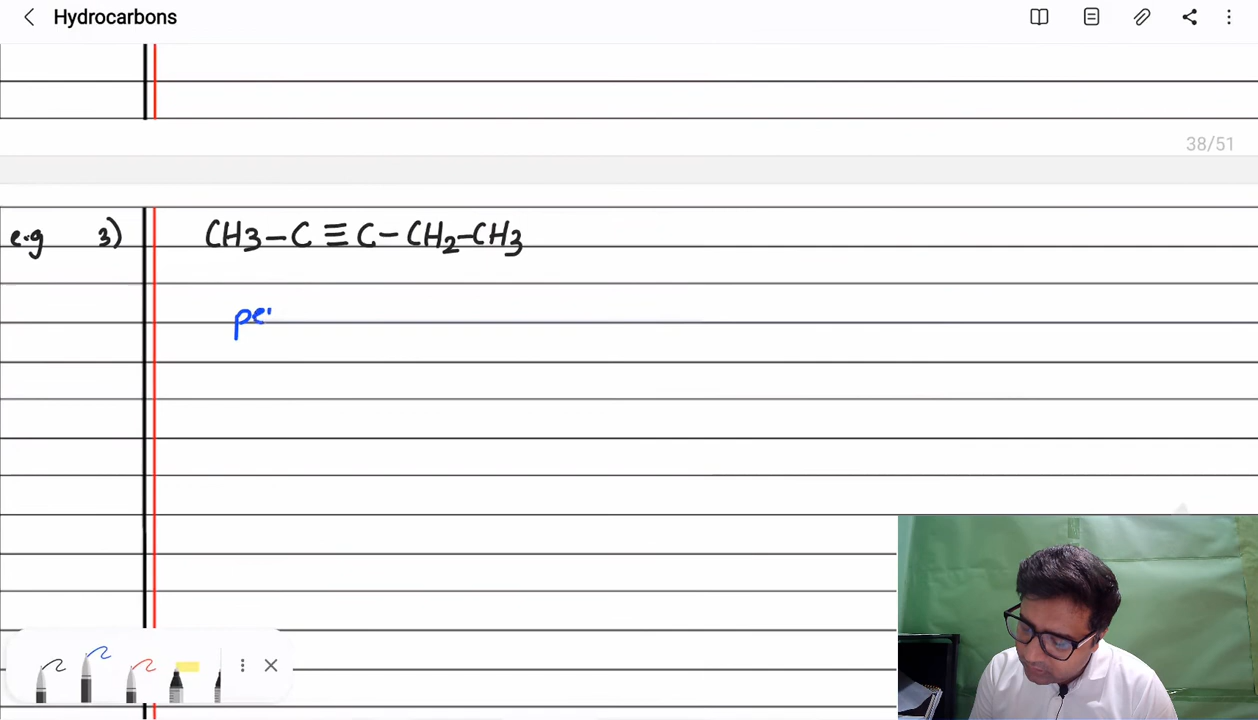 Hydrocarbons
38/51
e.g 3) CH3-C≡C-CH2-CH3
pe